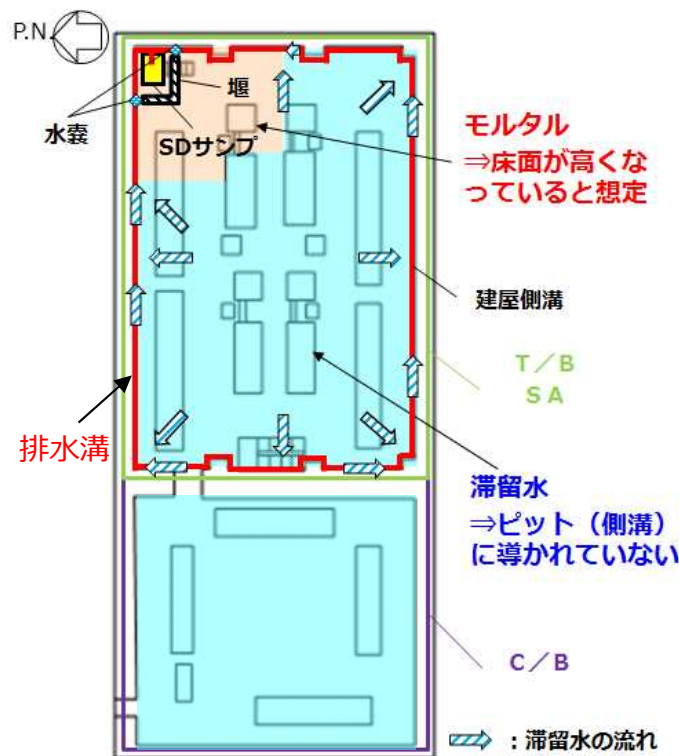 P.N.
堰
水嚢
SDサンプ
モルタル
⇒床面が高くな
っていると想定
建屋側溝
T/B
SA
排水溝
滞留水
⇒ピット（側溝）
に導かれていない
C/B
：滞留水の流れ